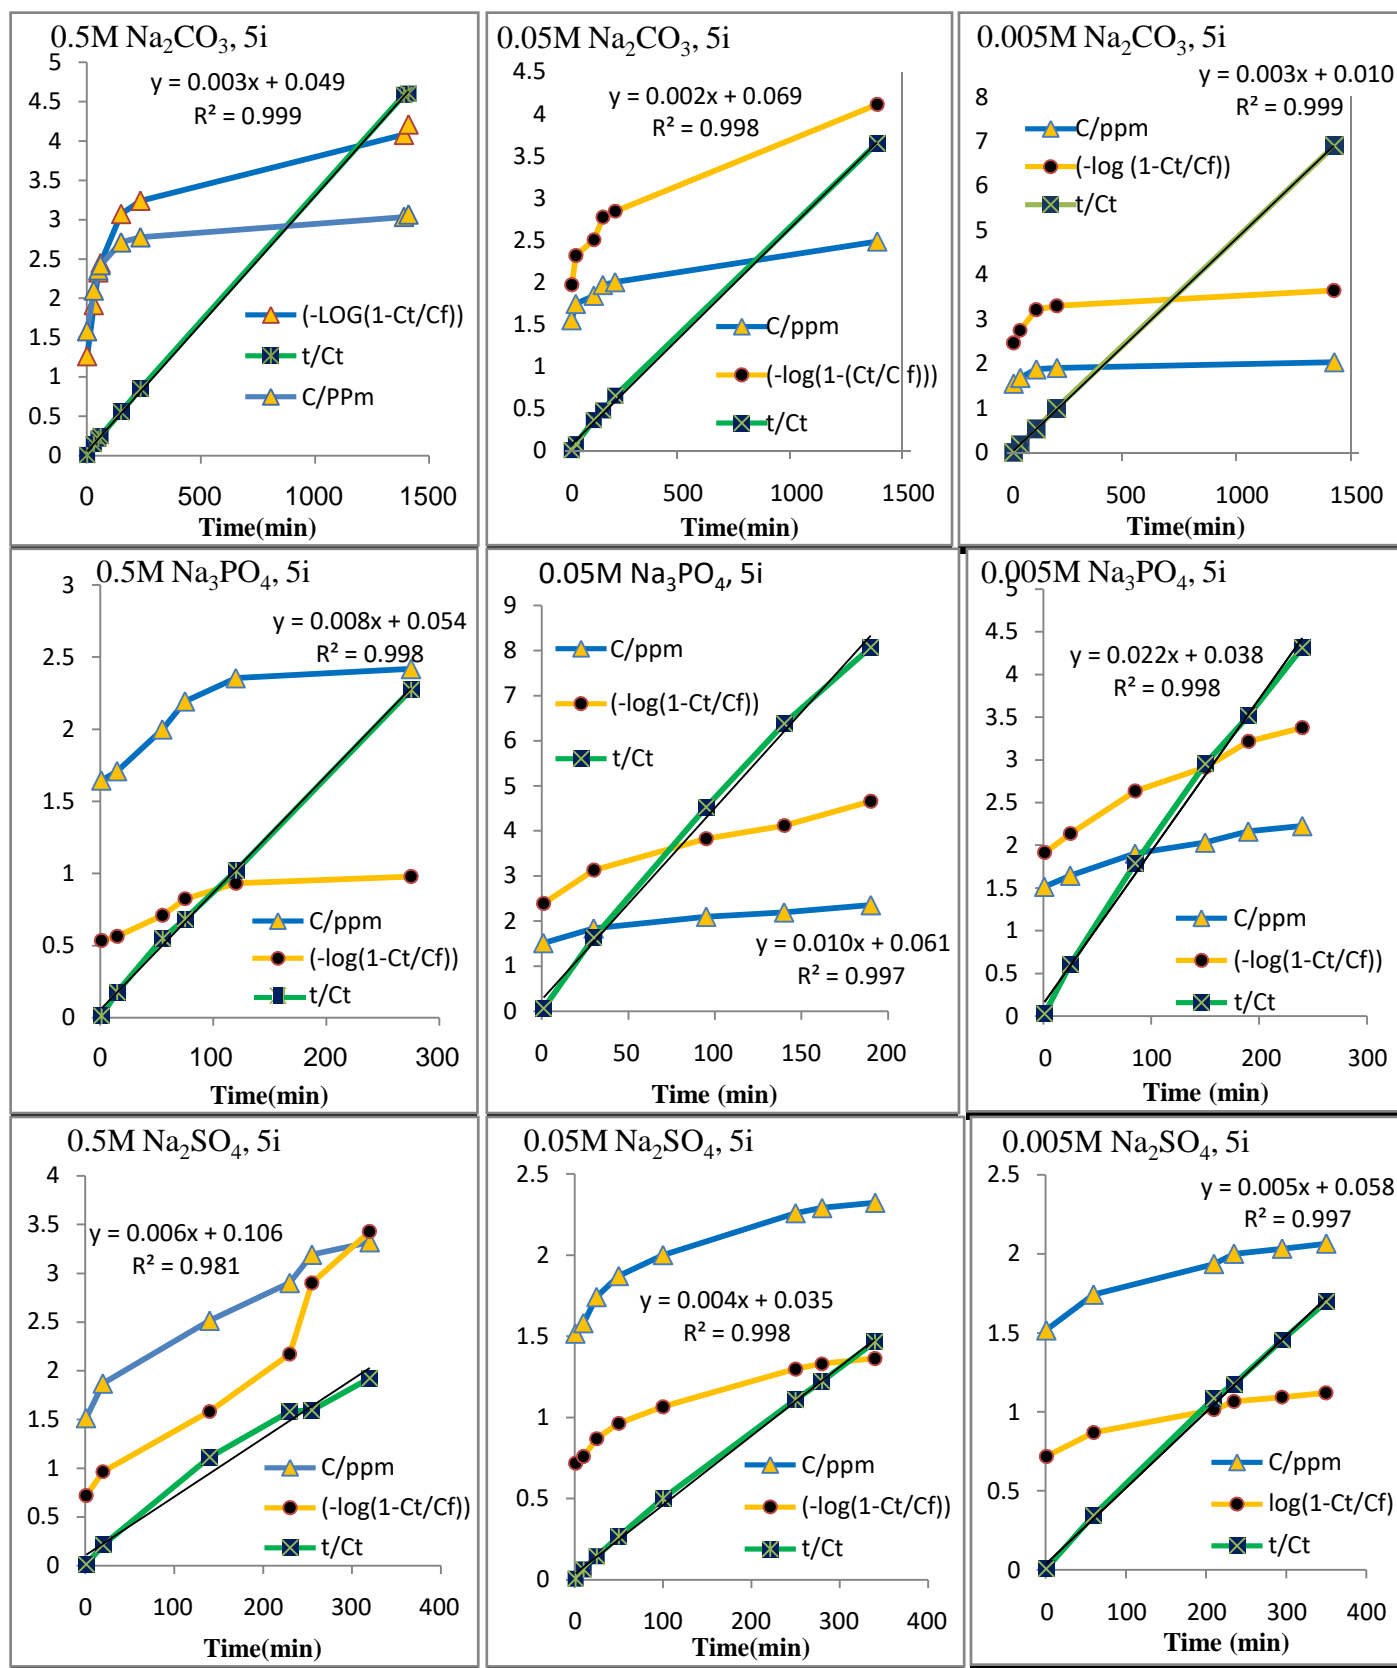 0.5M Na₂CO₃, 5i
y = 0.003x + 0.049
R² = 0.999
5
4.5
4
3.5
3
2.5
2
1.5
1
0.5
0
(-LOG(1-Ct/Cf))
t/Ct
C/PPm
0 500 1000 1500
Time(min)
0.05M Na₂CO₃, 5i
y = 0.002x + 0.069
R² = 0.998
4.5
4
3.5
3
2.5
2
1.5
1
0.5
0
C/ppm
(-log(1-(Ct/Cf)))
t/Ct
0 500 1000 1500
Time(min)
0.005M Na₂CO₃, 5i
y = 0.003x + 0.010
R² = 0.999
8
7
6
5
4
3
2
1
0
C/ppm
(-log (1-Ct/Cf))
t/Ct
0 500 1000 1500
Time(min)
0.5M Na₃PO₄, 5i
y = 0.008x + 0.054
R² = 0.998
3
2.5
2
1.5
1
0.5
0
C/ppm
(-log(1-Ct/Cf))
t/Ct
0 100 200 300
Time(min)
0.05M Na₃PO₄, 5i
9
8
7
6
5
4
3
2
1
0
C/ppm
(-log(1-Ct/Cf))
t/Ct
y = 0.010x + 0.061
R² = 0.997
0 50 100 150 200
Time (min)
0.005M Na₃PO₄, 5i
5
4.5
4
3.5
3
2.5
2
1.5
1
0.5
0
y = 0.022x + 0.038
R² = 0.998
C/ppm
(-log(1-Ct/Cf))
t/Ct
0 100 200 300
Time (min)
0.5M Na₂SO₄, 5i
4
3.5
3
2.5
2
1.5
1
0.5
0
y = 0.006x + 0.106
R² = 0.981
C/ppm
(-log(1-Ct/Cf))
t/Ct
0 100 200 300 400
Time(min)
0.05M Na₂SO₄, 5i
2.5
2
1.5
1
0.5
0
y = 0.004x + 0.035
R² = 0.998
C/ppm
(-log(1-Ct/Cf))
t/Ct
0 100 200 300 400
Time(min)
0.005M Na₂SO₄, 5i
2.5
2
1.5
1
0.5
0
y = 0.005x + 0.058
R² = 0.997
C/ppm
log(1-Ct/Cf)
t/Ct
0 100 200 300 400
Time (min)